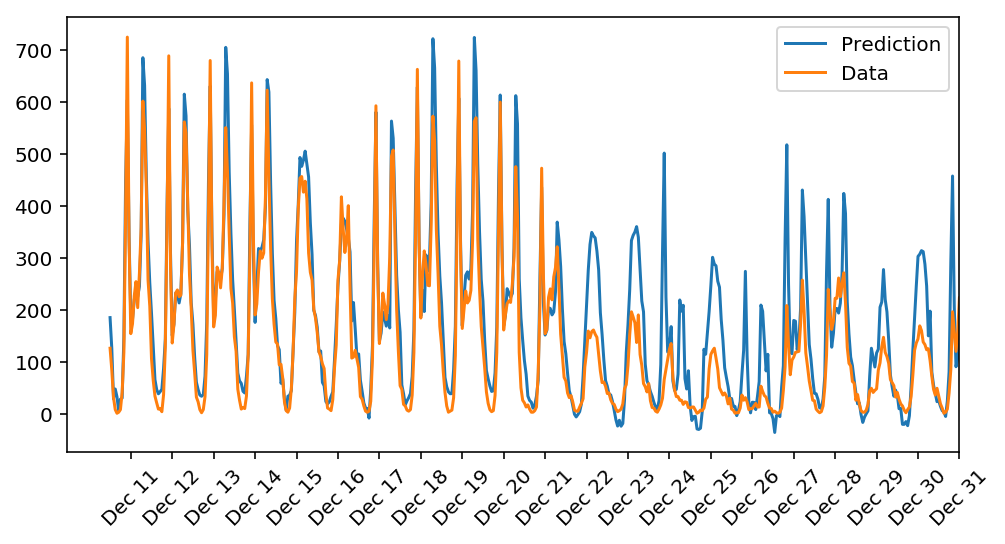 Prediction
Data
700
600
500
400
300
200
100
0
Dec 11
Dec 12
Dec 13
Dec 14
Dec 15
Dec 16
Dec 17
Dec 18
Dec 19
Dec 20
Dec 21
Dec 22
Dec 23
Dec 24
Dec 25
Dec 26
Dec 27
Dec 28
Dec 29
Dec 30
Dec 31